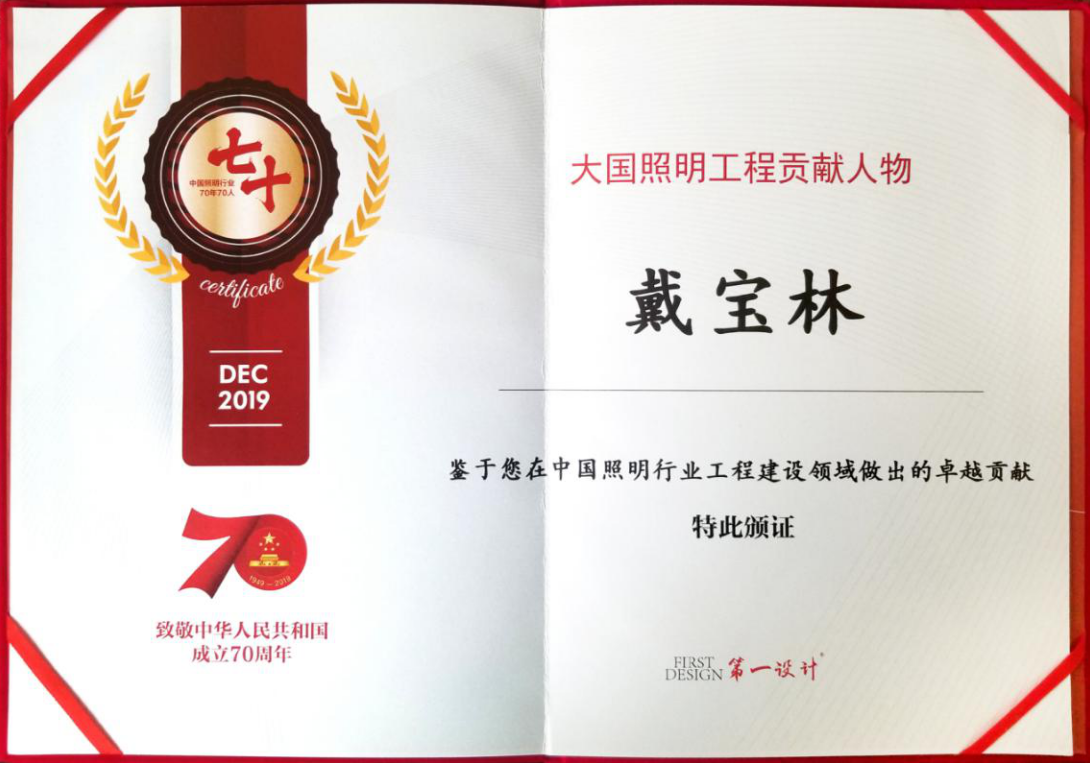 七十
中国照明行业
70年70人
certificate
DEC
2019
70
1949－2019
致敬中华人民共和国
成立70周年
大国照明工程贡献人物
戴宝林
鉴于您在中国照明行业工程建设领域做出的卓越贡献
特此颁证
FIRST
DESIGN 第一设计